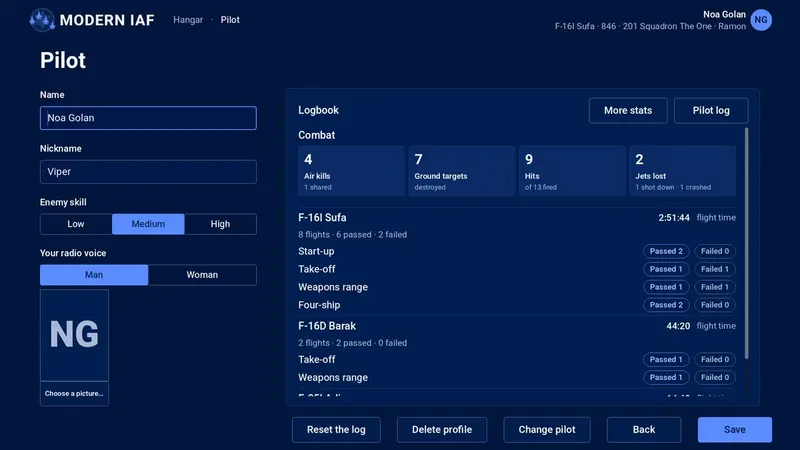 MODERN IAF
Hangar · Pilot
Noa Golan
F-16I Sufa · 846 · 201 Squadron The One · Ramon
NG
Pilot
Name
Noa Golan
Nickname
Viper
Enemy skill
Low
Medium
High
Your radio voice
Man
Woman
NG
Choose a picture...
Logbook
More stats
Pilot log
Combat
4
Air kills
1 shared
7
Ground targets
destroyed
9
Hits
of 13 fired
2
Jets lost
1 shot down · 1 crashed
F-16I Sufa
2:51:44 flight time
8 flights · 6 passed · 2 failed
Start-up
Passed 2
Failed 0
Take-off
Passed 1
Failed 1
Weapons range
Passed 1
Failed 1
Four-ship
Passed 2
Failed 0
F-16D Barak
44:20 flight time
2 flights · 2 passed · 0 failed
Take-off
Passed 1
Failed 0
Weapons range
Passed 1
Failed 0
Reset the log
Delete profile
Change pilot
Back
Save